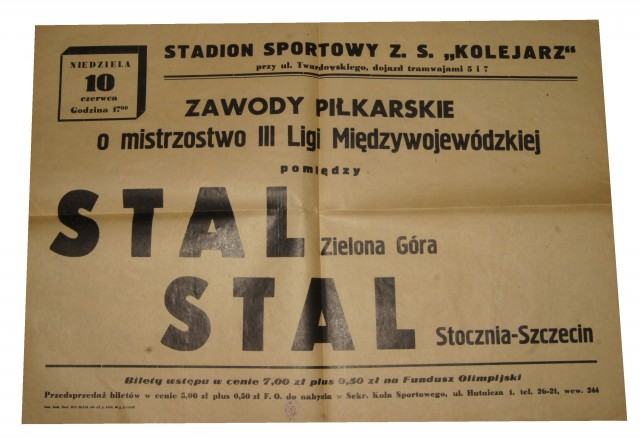 NIEDZIELA
10
czerwca
Godzina 17⁰⁰
STADION SPORTOWY Z. S. „KOLEJARZ"
przy ul. Twardowskiego, dojazd tramwajami 5 i 7
ZAWODY PIŁKARSKIE
o mistrzostwo III Ligi Międzywojewódzkiej
pomiędzy
STAL Zielona Góra
STAL Stocznia-Szczecin
Bilety wstępu w cenie 7,00 zł plus 0,50 zł na Fundusz Olimpijski
Przedsprzedaż biletów w cenie 5,00 zł plus 0,50 zł F. O. do nabycia w Sekr. Koła Sportowego, ul. Hutnicza 1. tel. 26-21, wew. 244